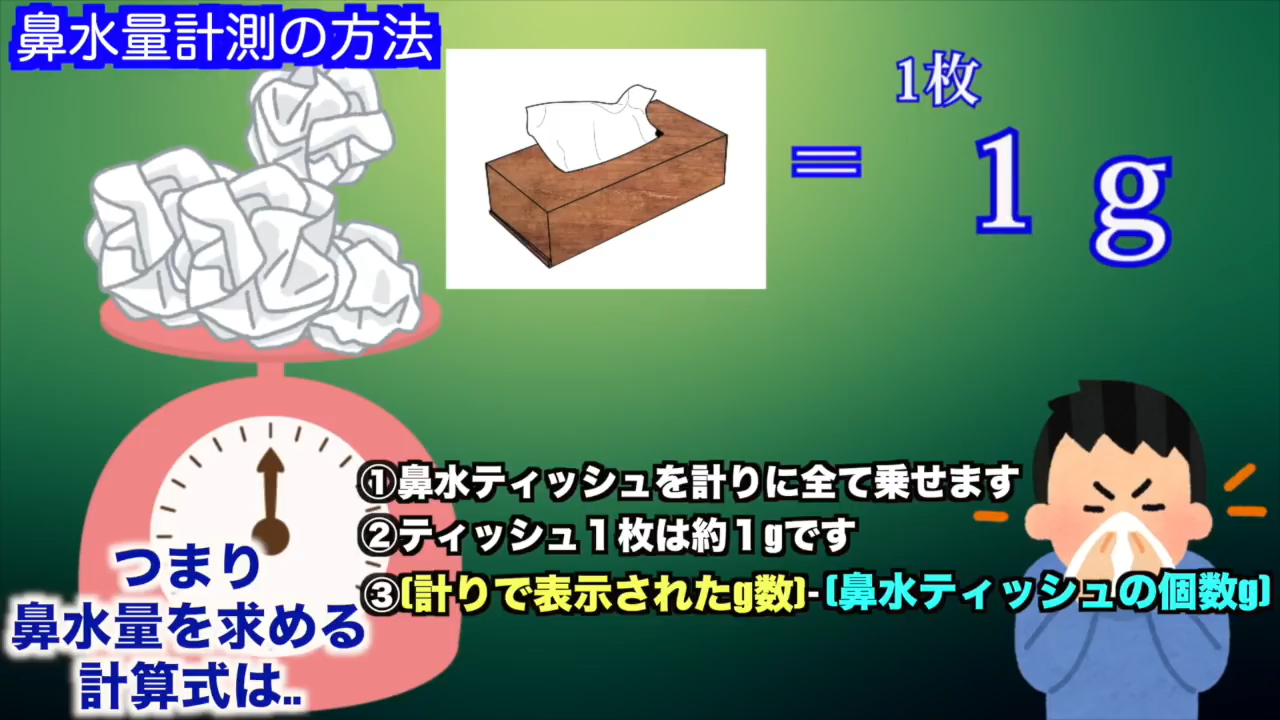 鼻水量計測の方法
1枚
= 1g
①鼻水ティッシュを計りに全て乗せます
②ティッシュ１枚は約１gです
③(計りで表示されたg数)-(鼻水ティッシュの個数g)
つまり
鼻水量を求める
計算式は..